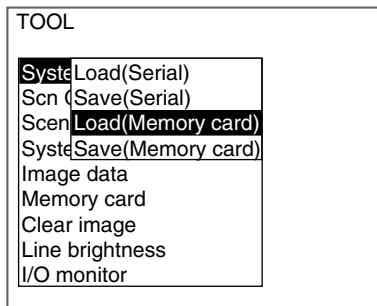 TOOL
Syste
Load(Serial)
Scn
Save(Serial)
Scen
Load(Memory card)
Syste
Save(Memory card)
Image data
Memory card
Clear image
Line brightness
I/O monitor